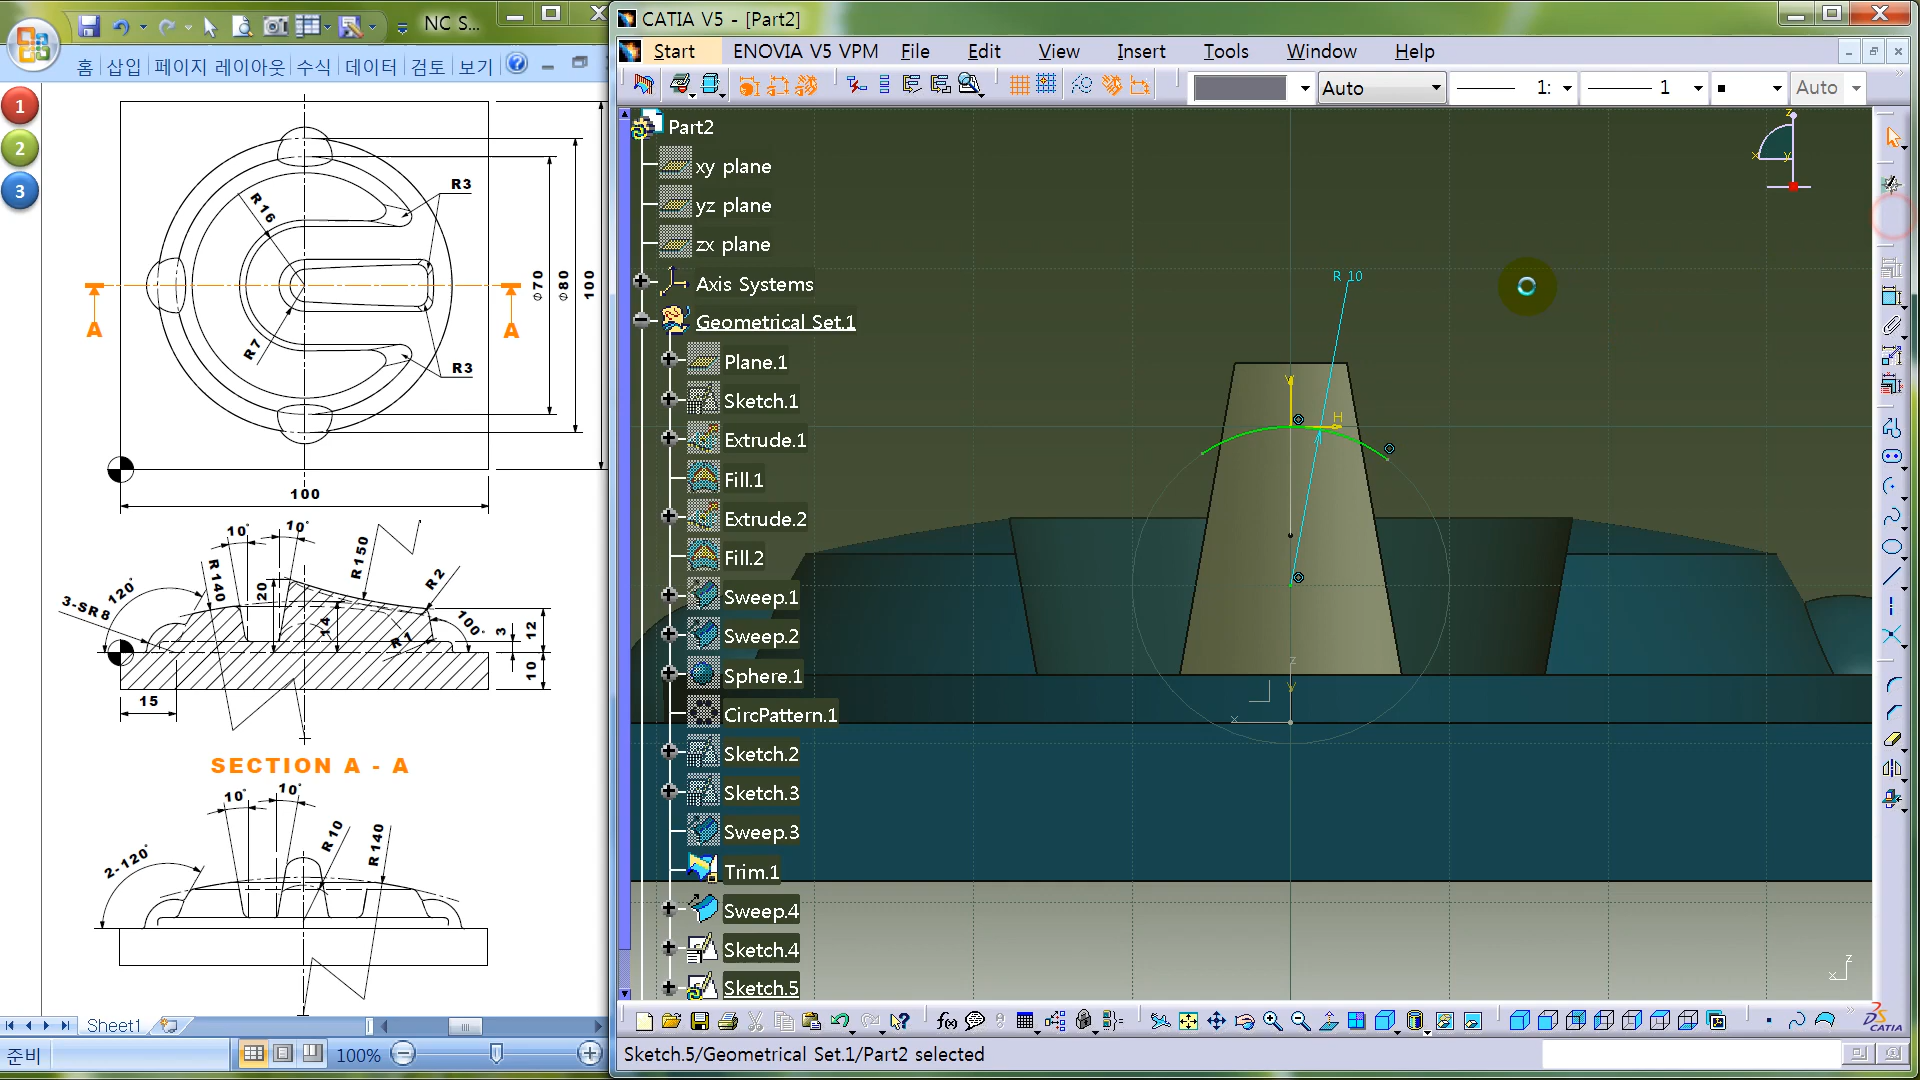 NC S...
홈 삽입 페이지 레이아웃 수식 데이터 검토 보기
1
2
3
R16
R3
R7
R3
A
A
Ø70
Ø80
100
100
10°
10°
R150
R2
R140
120°
3-SR8
20
14
R1
100°
3
12
10
15
SECTION A - A
10°
10°
R10
R140
2-120°
Sheet1
준비
100%
CATIA V5 - [Part2]
Start ENOVIA V5 VPM File Edit View Insert Tools Window Help
Auto
1:
1
Auto
Part2
xy plane
yz plane
zx plane
Axis Systems
Geometrical Set.1
Plane.1
Sketch.1
Extrude.1
Fill.1
Extrude.2
Fill.2
Sweep.1
Sweep.2
Sphere.1
CircPattern.1
Sketch.2
Sketch.3
Sweep.3
Trim.1
Sweep.4
Sketch.4
Sketch.5
R 10
V
H
z
y
x
z
x
y
z
x
f(x)
CATIA
Sketch.5/Geometrical Set.1/Part2 selected